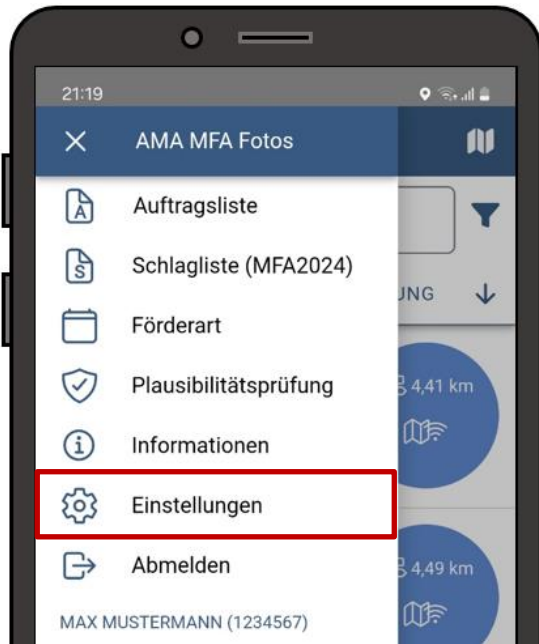 21:19
AMA MFA Fotos
Auftragsliste
Schlagliste (MFA2024)
JNG
Förderart
Plausibilitätsprüfung
4,41 km
Informationen
Einstellungen
Abmelden
4,49 km
MAX MUSTERMANN (1234567)